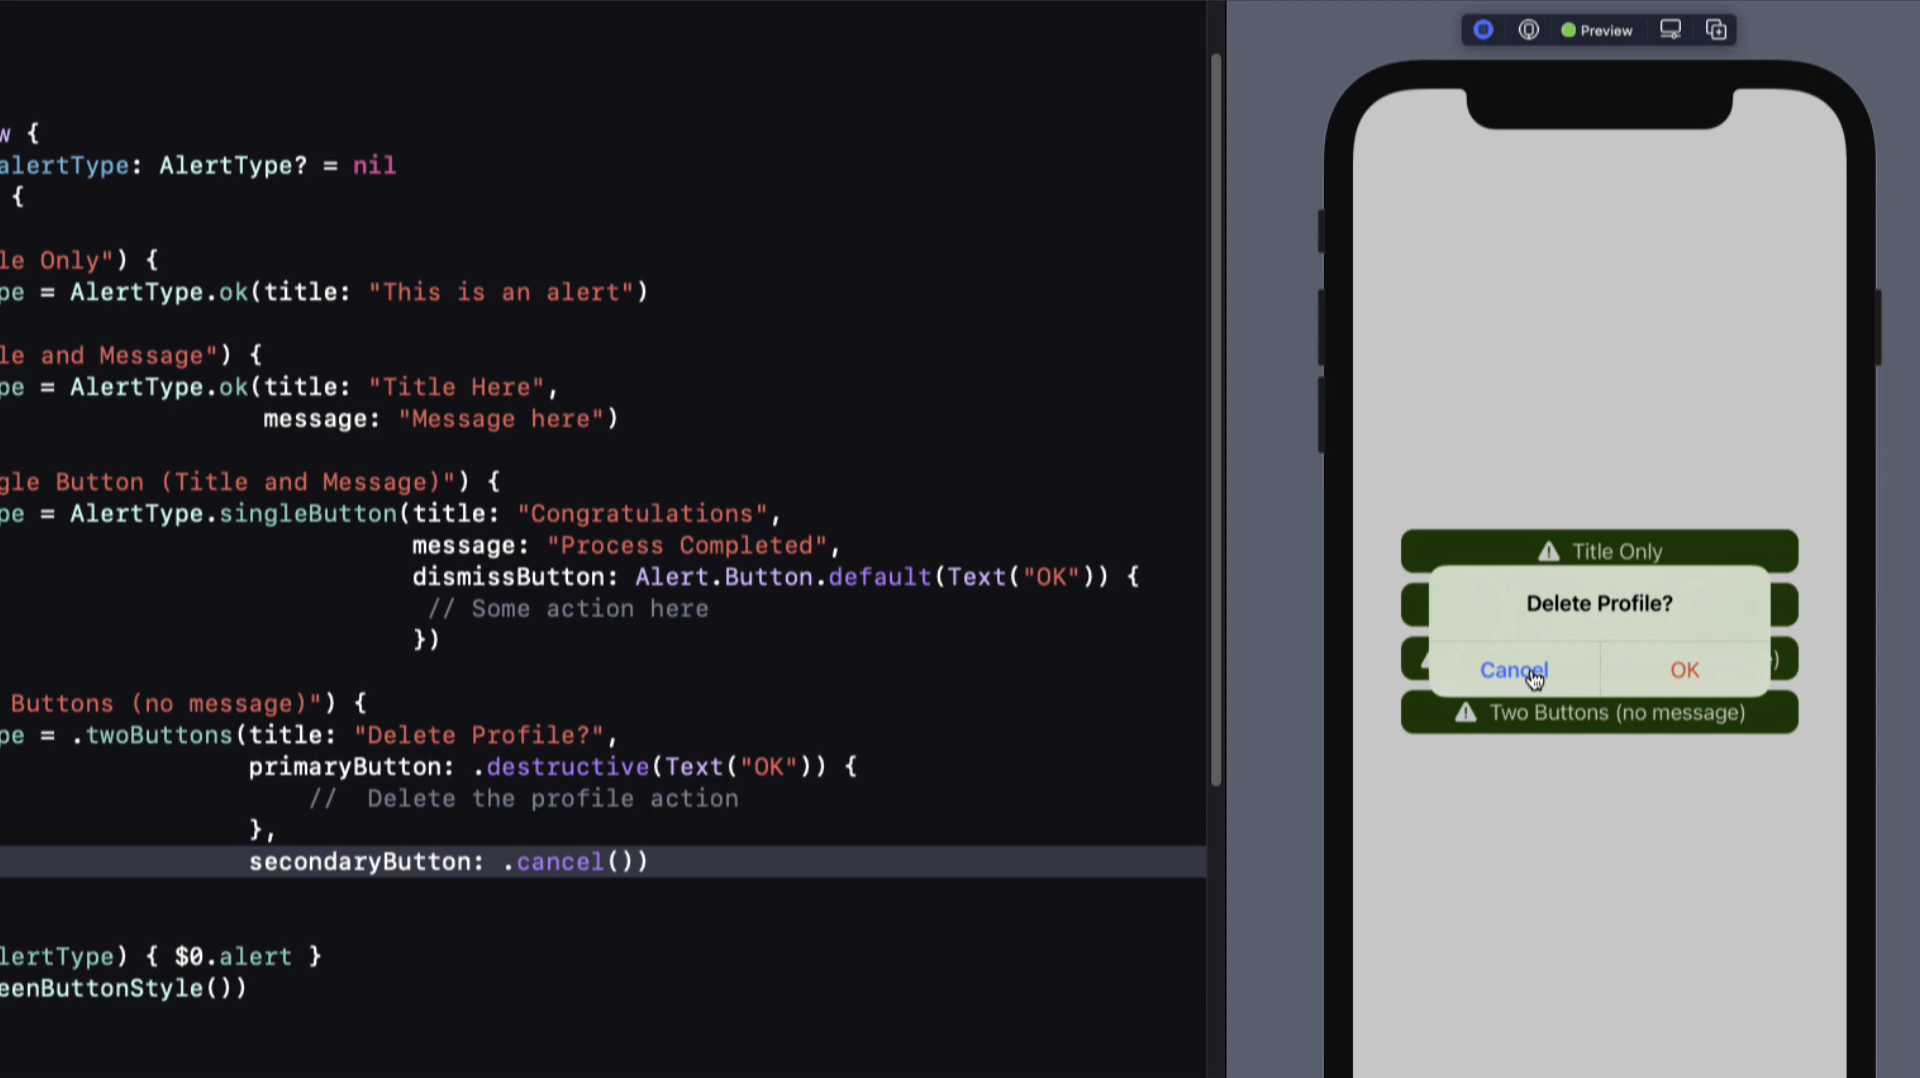 w {
alertType: AlertType? = nil
{
le Only") {
pe = AlertType.ok(title: "This is an alert")
le and Message") {
pe = AlertType.ok(title: "Title Here",
message: "Message here")
gle Button (Title and Message)") {
pe = AlertType.singleButton(title: "Congratulations",
message: "Process Completed",
dismissButton: Alert.Button.default(Text("OK")) {
// Some action here
})
Buttons (no message)") {
pe = .twoButtons(title: "Delete Profile?",
primaryButton: .destructive(Text("OK")) {
// Delete the profile action
},
secondaryButton: .cancel())
lertType) { $0.alert }
eenButtonStyle())
Preview
Title Only
Delete Profile?
Cancel OK
)
Two Buttons (no message)